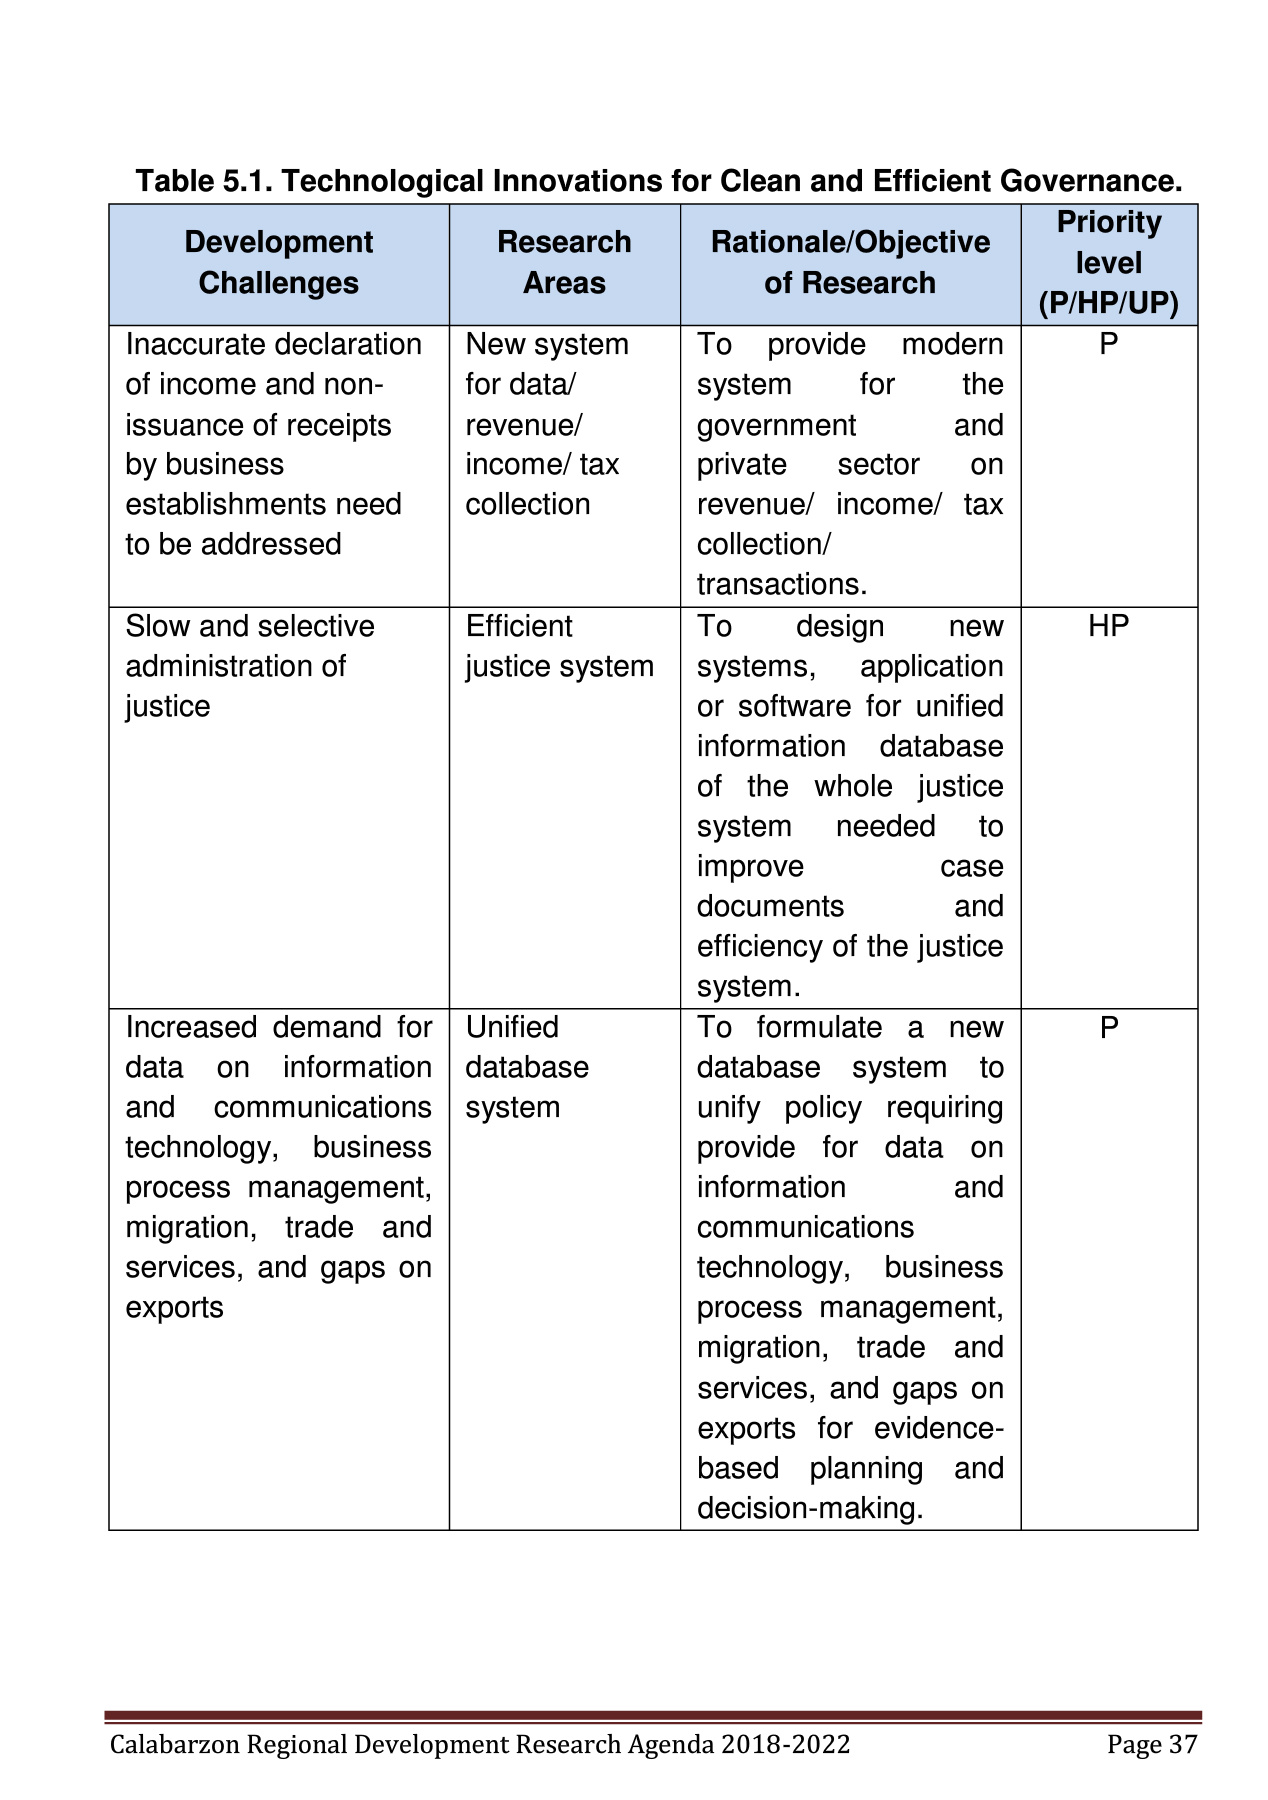 Table 5.1. Technological Innovations for Clean and Efficient Governance.
Development
Challenges
Research
Areas
Rationale/Objective
of Research
Priority
level
(P/HP/UP)
Inaccurate declaration
of income and non-
issuance of receipts
by business
establishments need
to be addressed
New system
for data/
revenue/
income/ tax
collection
To provide modern
system for the
government and
private sector on
revenue/ income/ tax
collection/
transactions.
P
Slow and selective
administration of
justice
Efficient
justice system
To design new
systems, application
or software for unified
information database
of the whole justice
system needed to
improve case
documents and
efficiency of the justice
system.
HP
Increased demand for
data on information
and communications
technology, business
process management,
migration, trade and
services, and gaps on
exports
Unified
database
system
To formulate a new
database system to
unify policy requiring
provide for data on
information and
communications
technology, business
process management,
migration, trade and
services, and gaps on
exports for evidence-
based planning and
decision-making.
P
Calabarzon Regional Development Research Agenda 2018-2022 Page 37